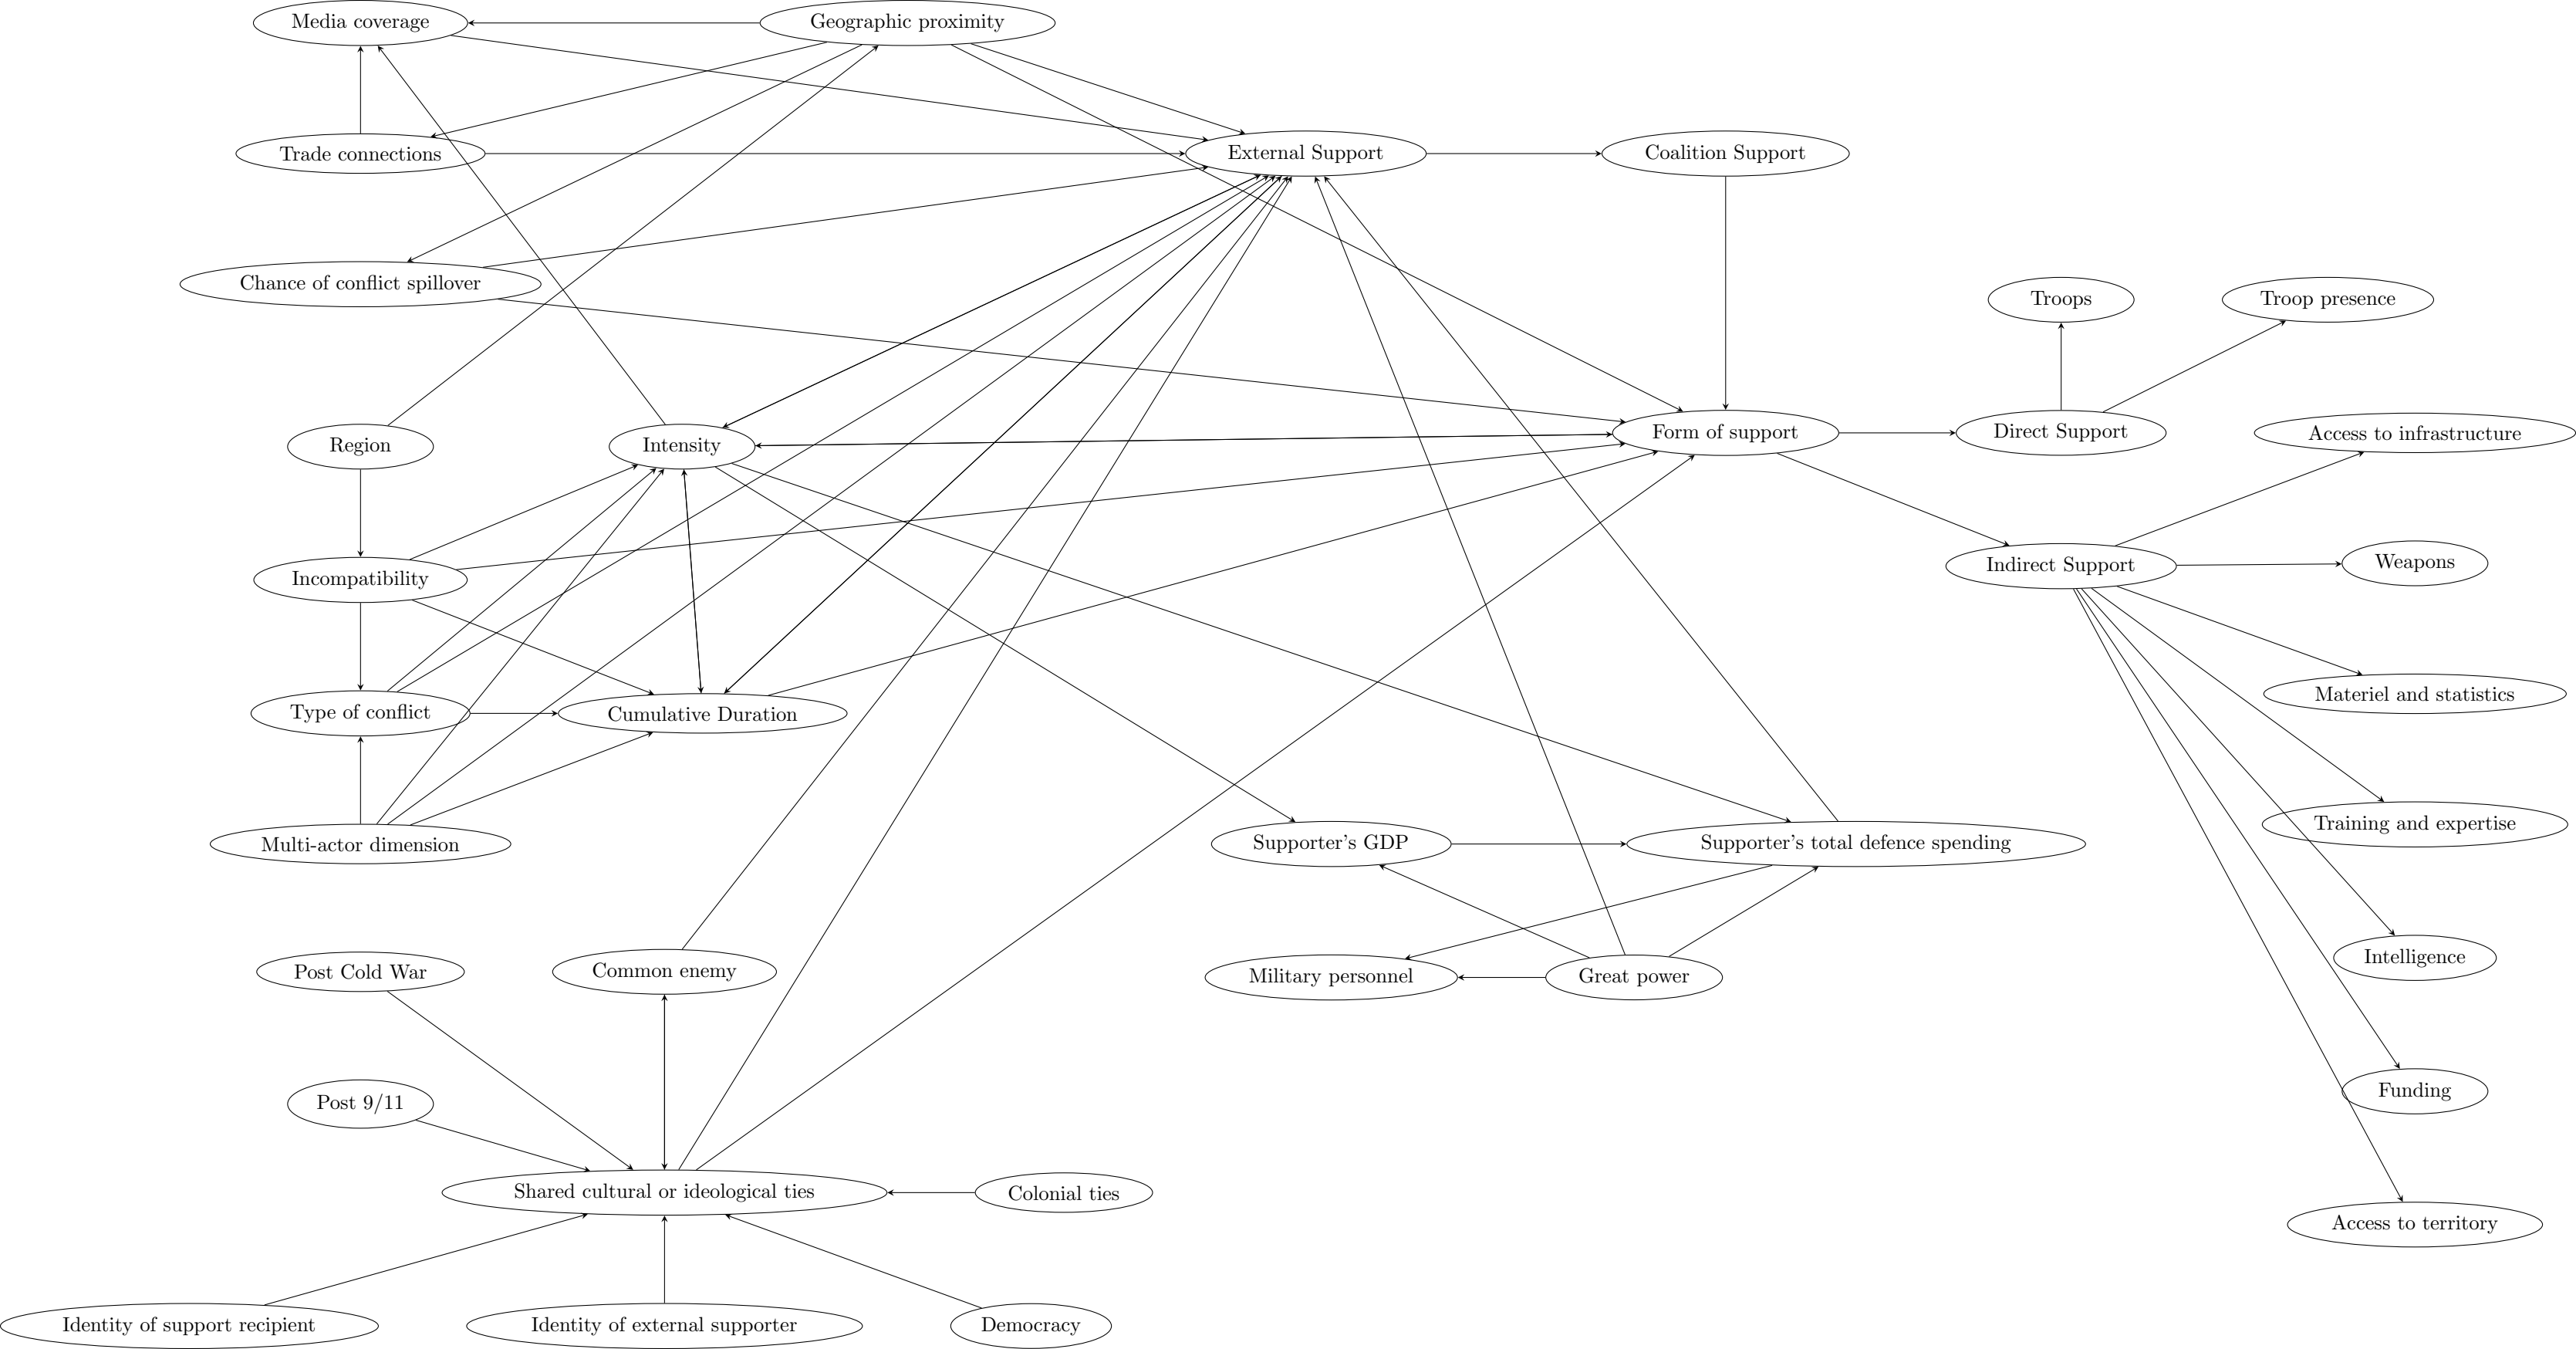 Media coverage
Geographic proximity
Trade connections
External Support
Coalition Support
Chance of conflict spillover
Troops
Troop presence
Region
Intensity
Form of support
Direct Support
Access to infrastructure
Incompatibility
Indirect Support
Weapons
Type of conflict
Cumulative Duration
Materiel and statistics
Multi-actor dimension
Supporter's GDP
Supporter's total defence spending
Training and expertise
Post Cold War
Common enemy
Military personnel
Great power
Intelligence
Post 9/11
Funding
Shared cultural or ideological ties
Colonial ties
Access to territory
Identity of support recipient
Identity of external supporter
Democracy